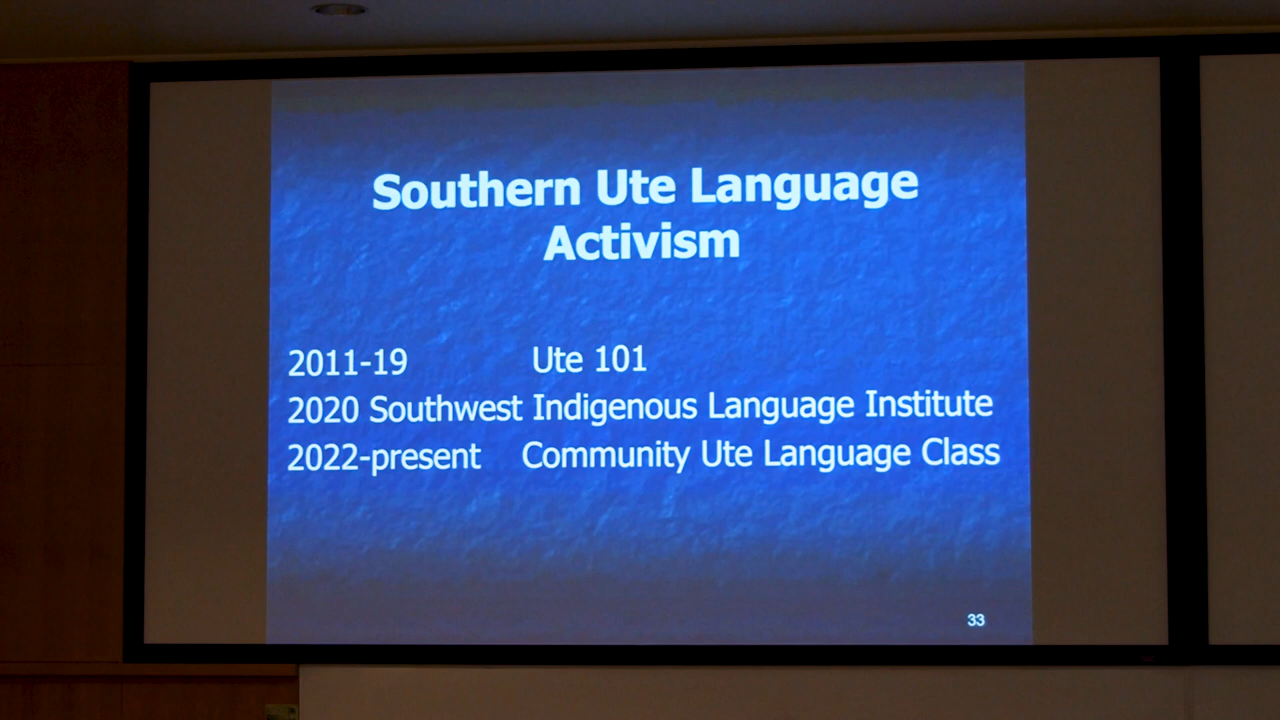 Southern Ute Language
Activism
2011-19 Ute 101
2020 Southwest Indigenous Language Institute
2022-present Community Ute Language Class
33